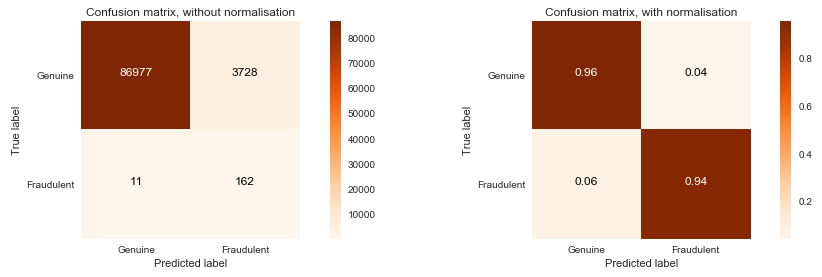 Confusion matrix, without normalisation
Genuine
Fraudulent
True label
86977
3728
11
162
Genuine
Fraudulent
Predicted label
80000
70000
60000
50000
40000
30000
20000
10000
Confusion matrix, with normalisation
Genuine
Fraudulent
True label
0.96
0.04
0.06
0.94
Genuine
Fraudulent
Predicted label
0.8
0.6
0.4
0.2